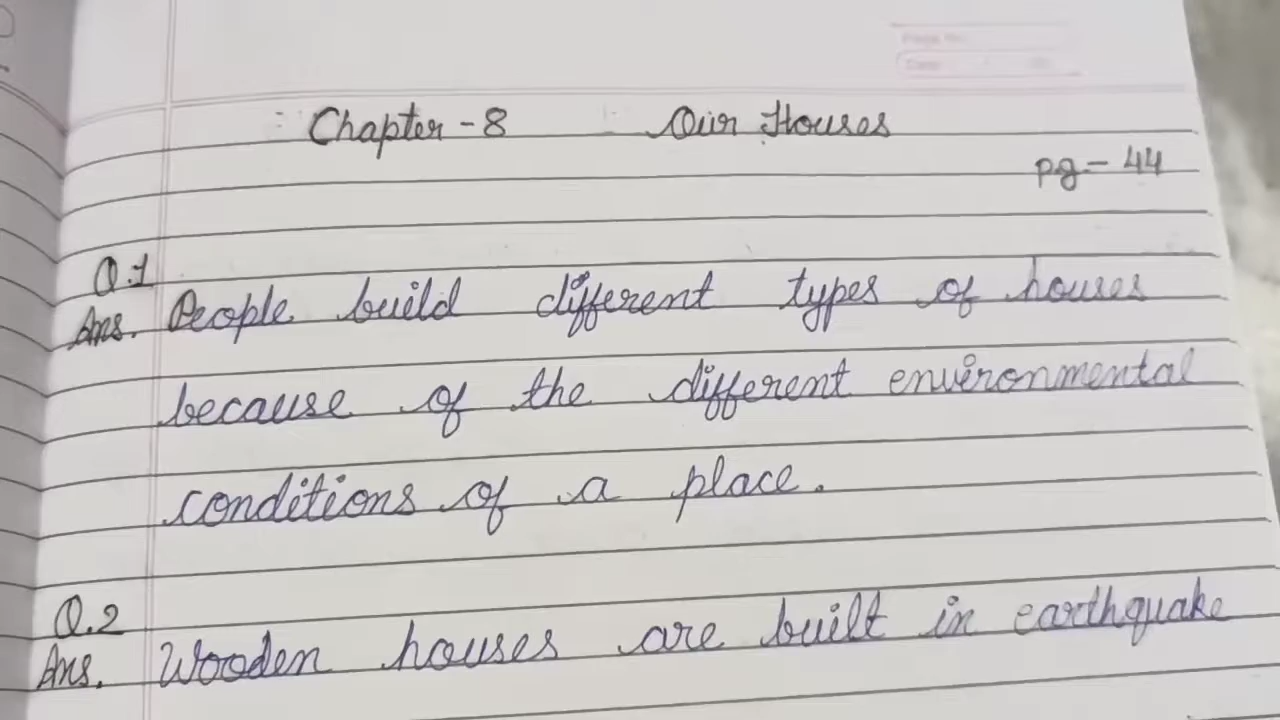 Chapter-8 Our Houses
pg- 44
Q.1
Ans. People build different types of houses
because of the different environmental
conditions of a place.
Q.2
Ans. Wooden houses are built in earthquake